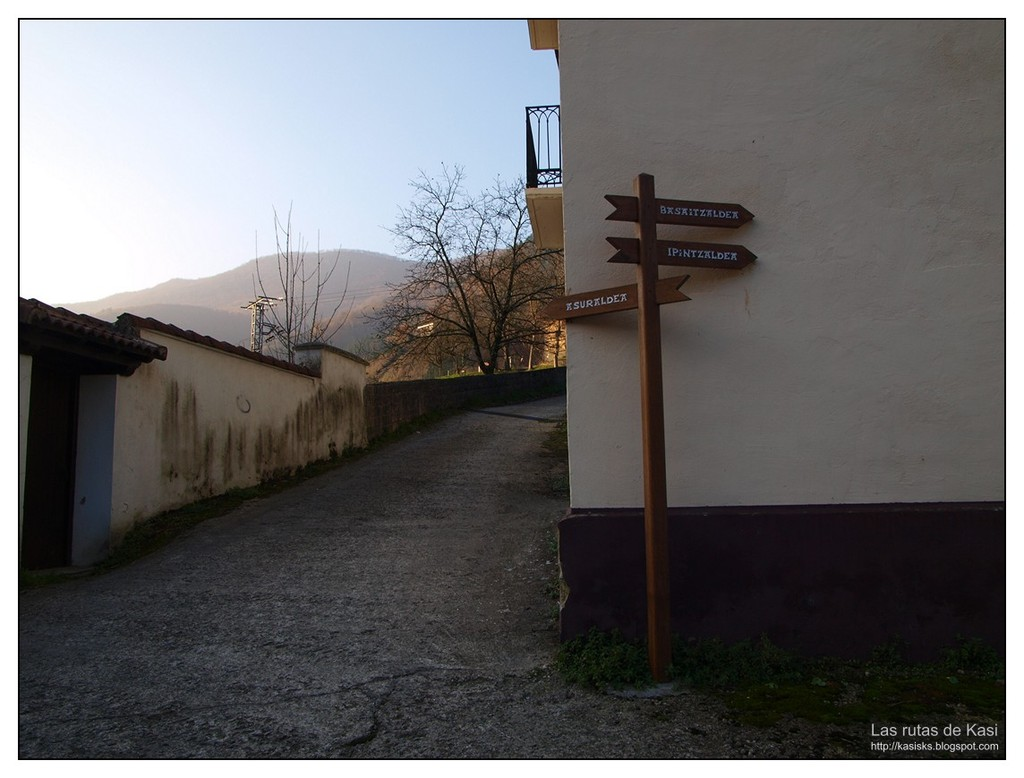 BASAITZALDEA
IPINTZALDEA
ASURALDEA
Las rutas de Kasi
http://kasisks.blogspot.com